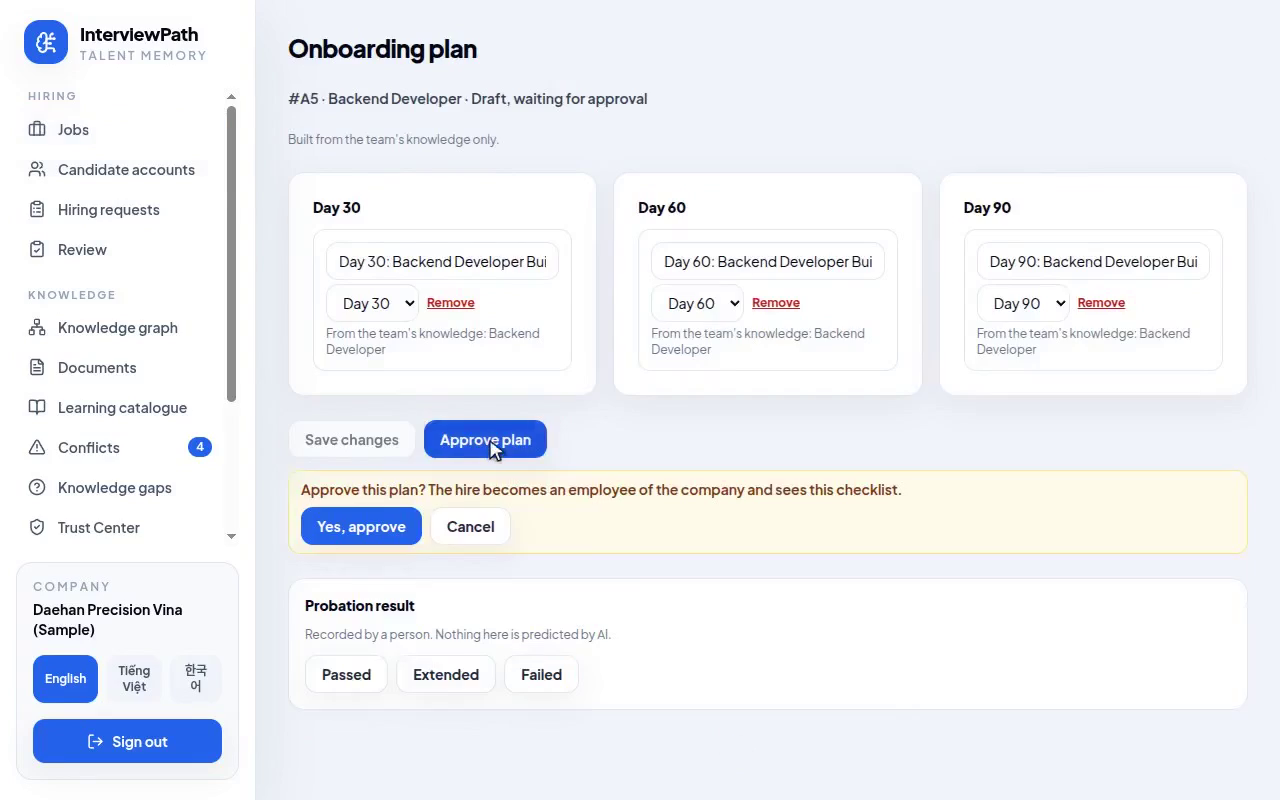 InterviewPath
TALENT MEMORY
HIRING
Jobs
Candidate accounts
Hiring requests
Review
KNOWLEDGE
Knowledge graph
Documents
Learning catalogue
Conflicts
4
Knowledge gaps
Trust Center
COMPANY
Daehan Precision Vina
(Sample)
English
Tiếng
Việt
한국
어
Sign out
Onboarding plan
#A5 · Backend Developer · Draft, waiting for approval
Built from the team's knowledge only.
Day 30
Day 30: Backend Developer Bui
Day 30
Remove
From the team's knowledge: Backend
Developer
Day 60
Day 60: Backend Developer Bui
Day 60
Remove
From the team's knowledge: Backend
Developer
Day 90
Day 90: Backend Developer Bui
Day 90
Remove
From the team's knowledge: Backend
Developer
Save changes
Approve plan
Approve this plan? The hire becomes an employee of the company and sees this checklist.
Yes, approve
Cancel
Probation result
Recorded by a person. Nothing here is predicted by AI.
Passed
Extended
Failed